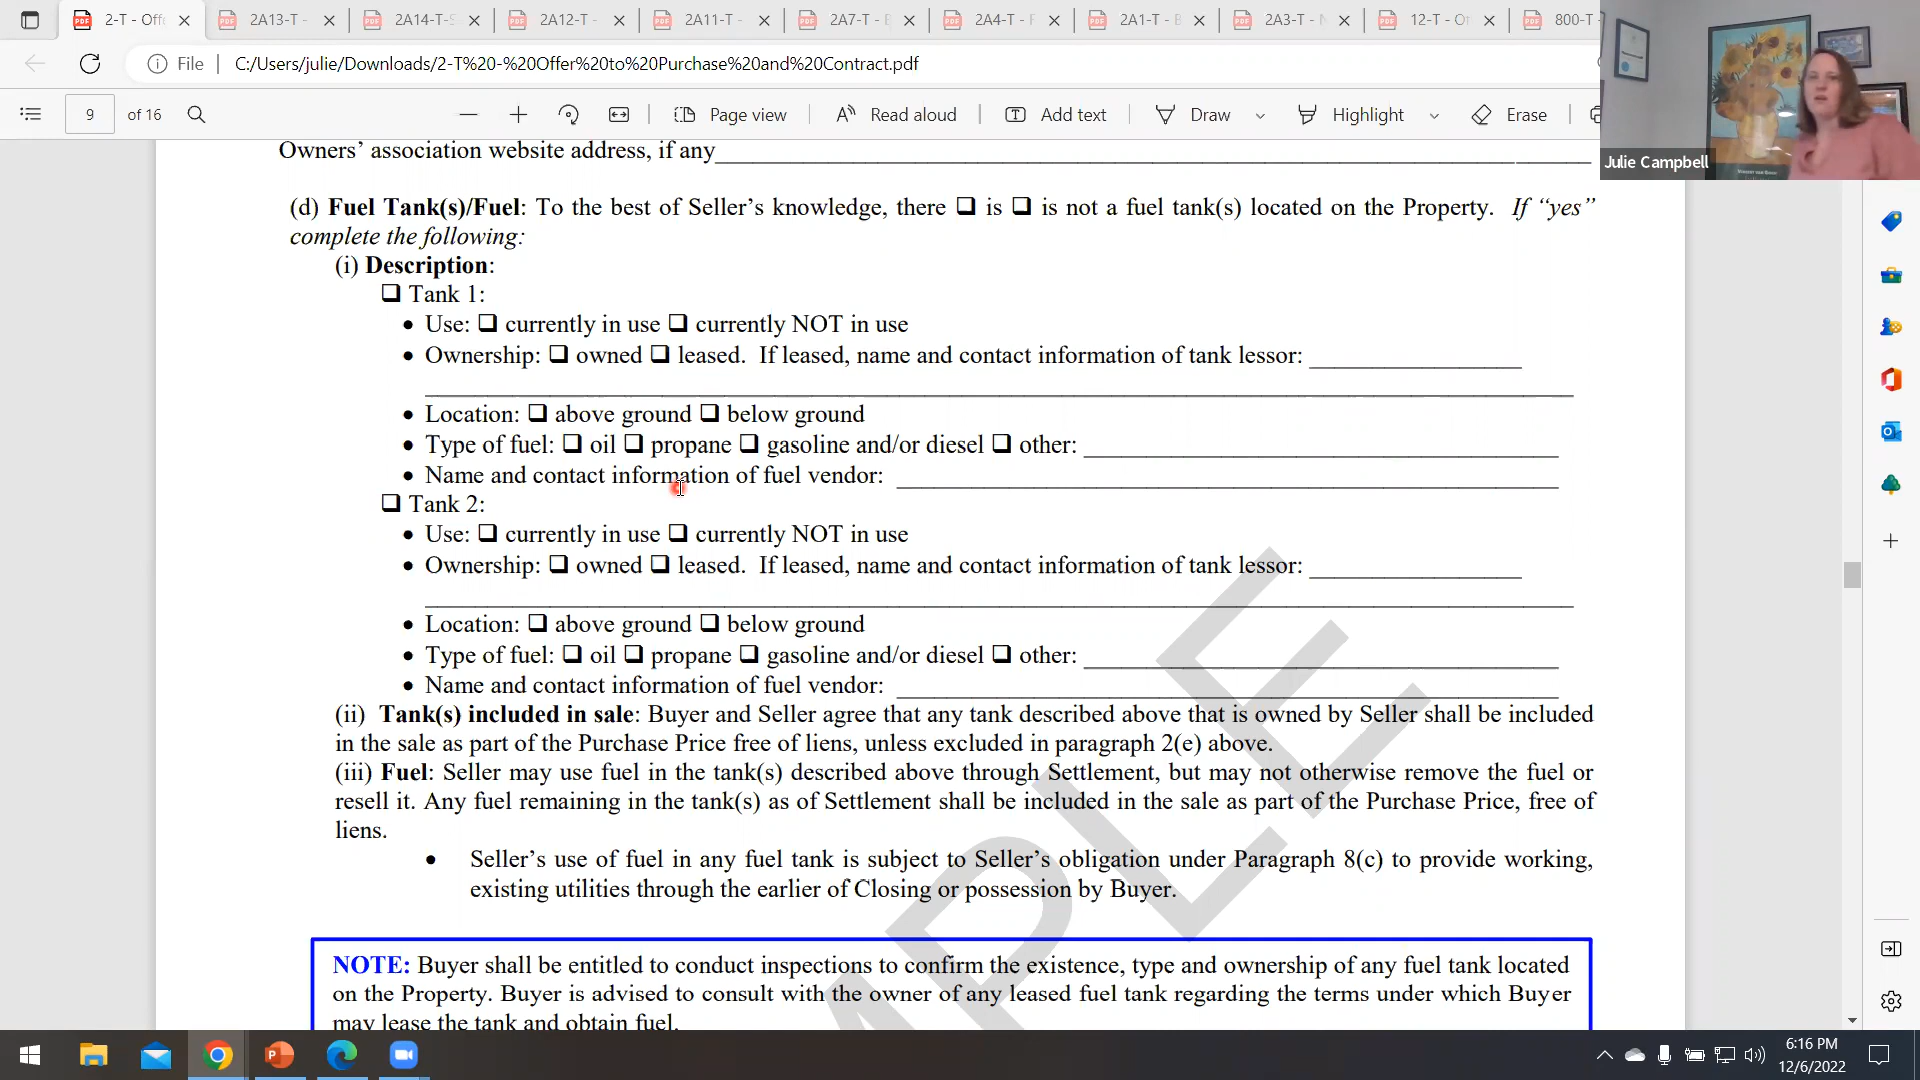 2-T - Off
2A13-T -
2A14-T-S
2A12-T -
2A11-T -
2A7-T - B
2A4-T - F
2A1-T - B
2A3-T - N
12-T - Ot
800-T -
File
C:/Users/julie/Downloads/2-T%20-%20Offer%20to%20Purchase%20and%20Contract.pdf
9 of 16
Page view
Read aloud
Add text
Draw
Highlight
Erase
Julie Campbell
Owners’ association website address, if any
(d) Fuel Tank(s)/Fuel: To the best of Seller’s knowledge, there ❑ is ❑ is not a fuel tank(s) located on the Property. If “yes”
complete the following:
(i) Description:
❑ Tank 1:
• Use: ❑ currently in use ❑ currently NOT in use
• Ownership: ❑ owned ❑ leased. If leased, name and contact information of tank lessor:
• Location: ❑ above ground ❑ below ground
• Type of fuel: ❑ oil ❑ propane ❑ gasoline and/or diesel ❑ other:
• Name and contact information of fuel vendor:
❑ Tank 2:
• Use: ❑ currently in use ❑ currently NOT in use
• Ownership: ❑ owned ❑ leased. If leased, name and contact information of tank lessor:
• Location: ❑ above ground ❑ below ground
• Type of fuel: ❑ oil ❑ propane ❑ gasoline and/or diesel ❑ other:
• Name and contact information of fuel vendor:
(ii) Tank(s) included in sale: Buyer and Seller agree that any tank described above that is owned by Seller shall be included
in the sale as part of the Purchase Price free of liens, unless excluded in paragraph 2(e) above.
(iii) Fuel: Seller may use fuel in the tank(s) described above through Settlement, but may not otherwise remove the fuel or
resell it. Any fuel remaining in the tank(s) as of Settlement shall be included in the sale as part of the Purchase Price, free of
liens.
• Seller’s use of fuel in any fuel tank is subject to Seller’s obligation under Paragraph 8(c) to provide working,
existing utilities through the earlier of Closing or possession by Buyer.
NOTE: Buyer shall be entitled to conduct inspections to confirm the existence, type and ownership of any fuel tank located
on the Property. Buyer is advised to consult with the owner of any leased fuel tank regarding the terms under which Buyer
may lease the tank and obtain fuel.
MPLE
6:16 PM
12/6/2022